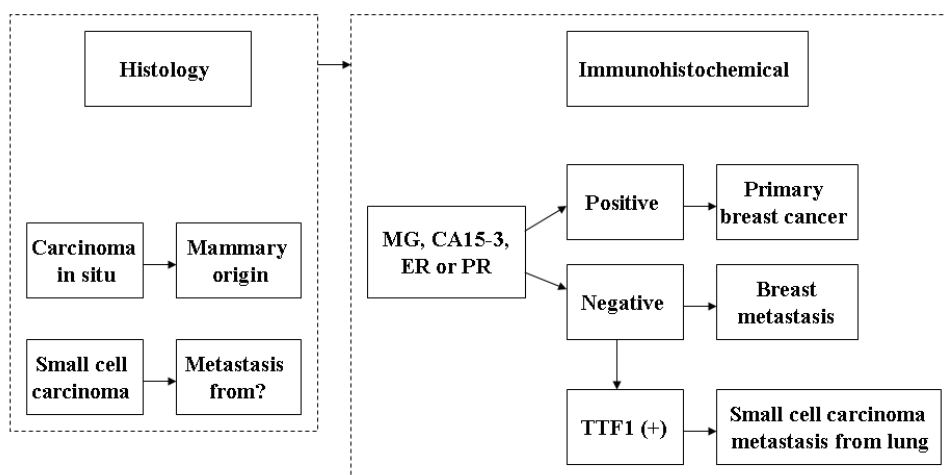 Histology
Carcinoma
in situ
Mammary
origin
Small cell
carcinoma
Metastasis
from?
Immunohistochemical
MG, CA15-3,
ER or PR
Positive
Primary
breast cancer
Negative
Breast
metastasis
TTF1 (+)
Small cell carcinoma
metastasis from lung